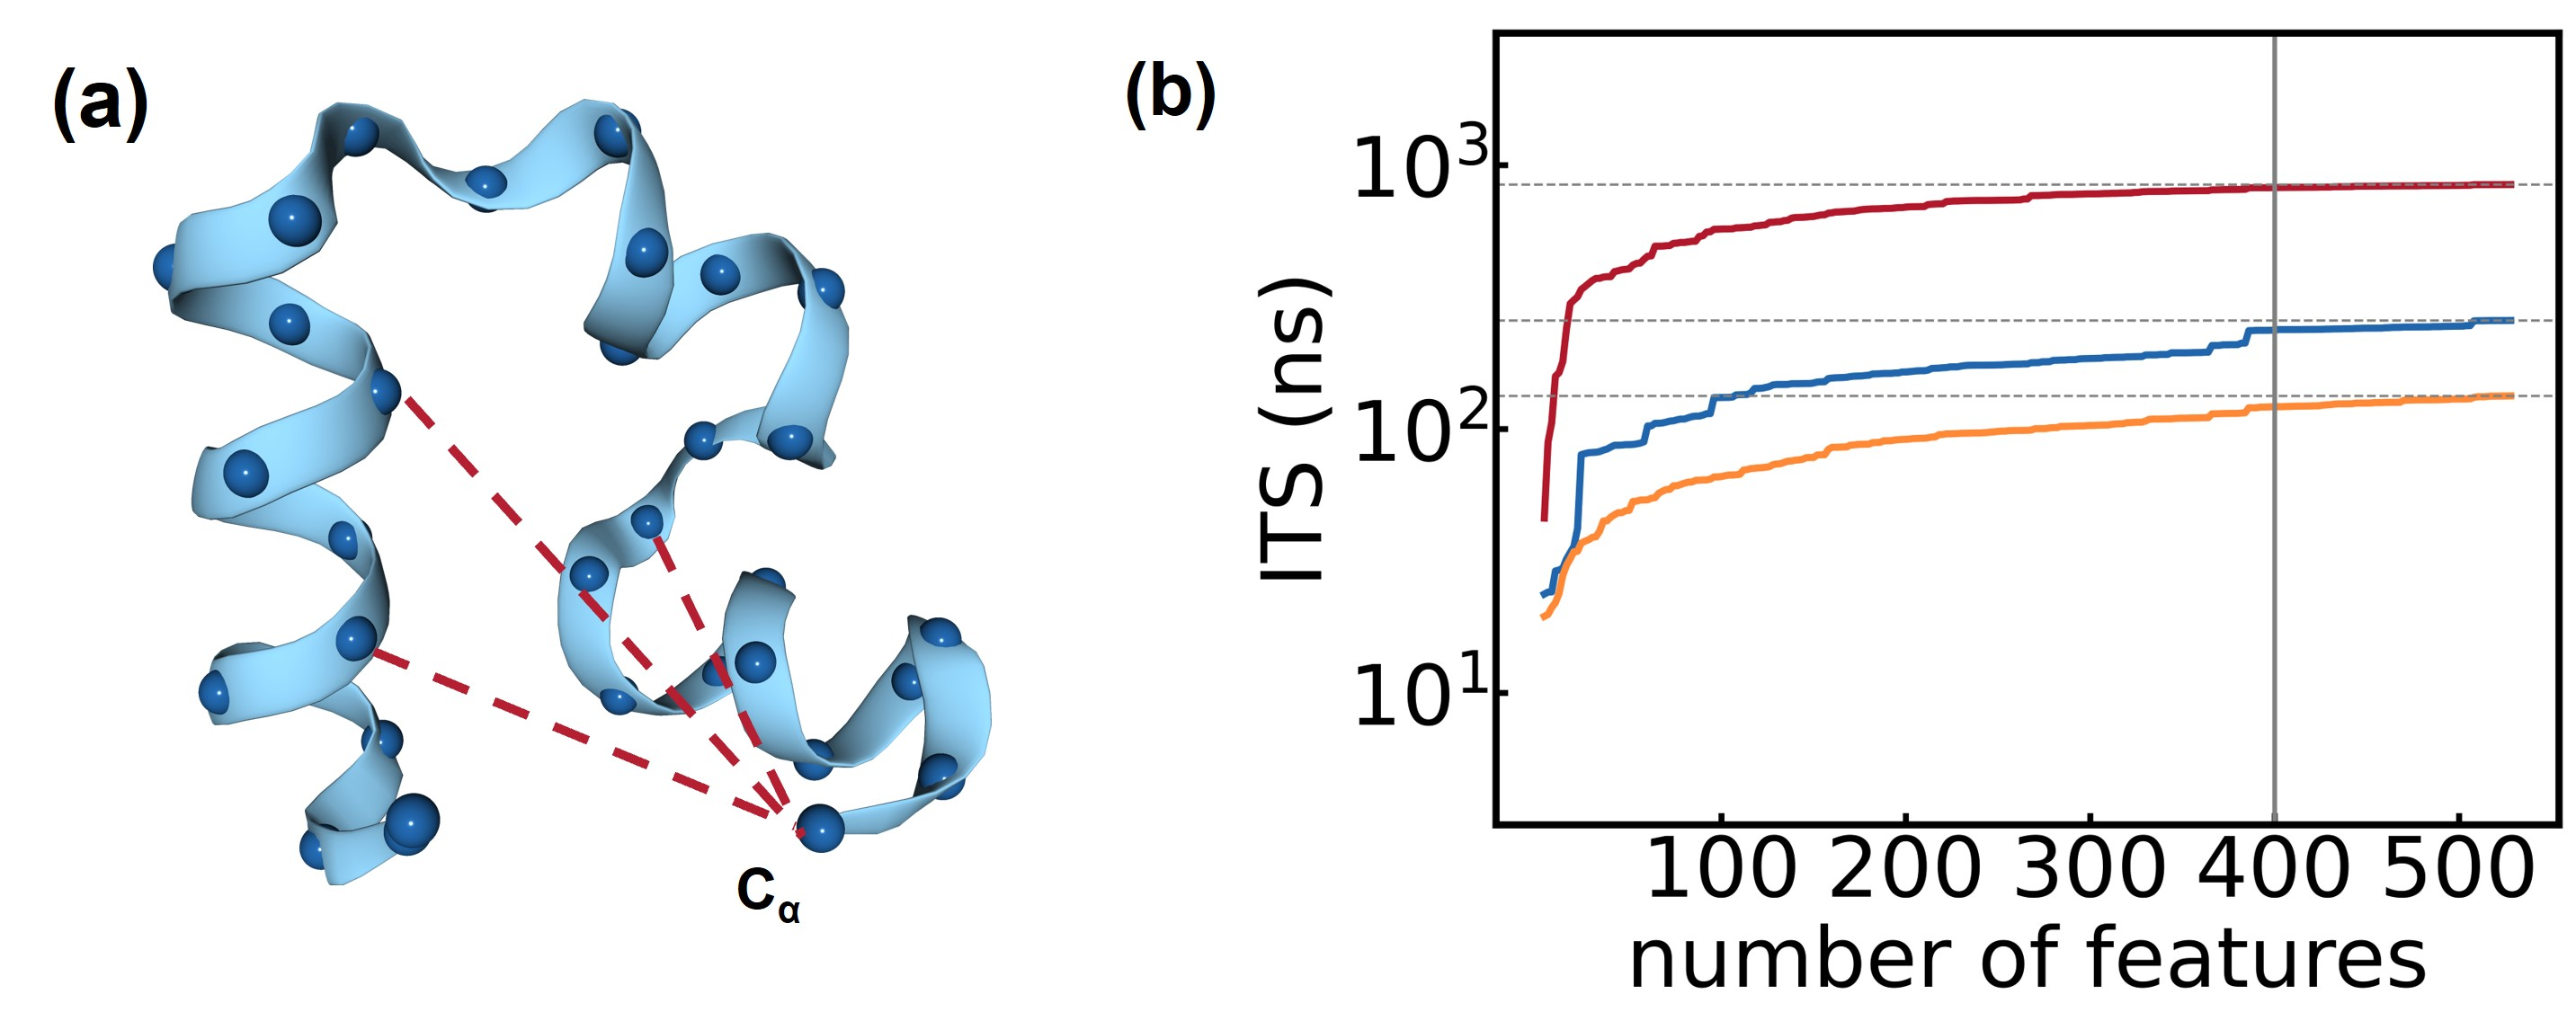 (a)
Cα
(b)
10³
10²
10¹
ITS (ns)
100 200 300 400 500
number of features